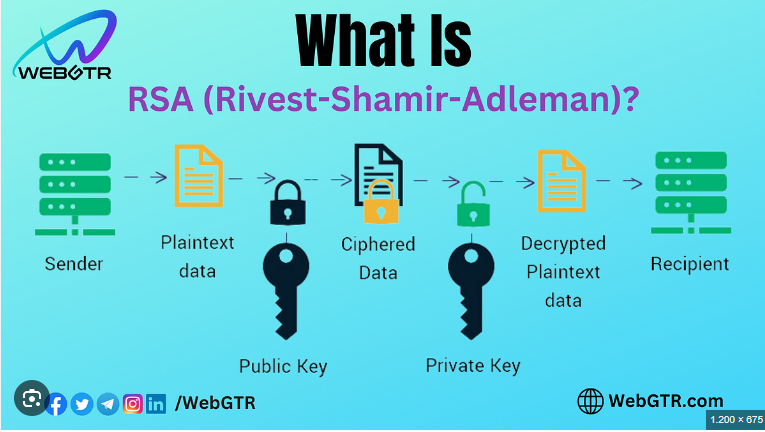 What Is
WEBGTR
RSA (Rivest-Shamir-Adleman)?
Sender
Plaintext
data
Public Key
Ciphered
Data
Private Key
Decrypted
Plaintext
data
Recipient
/WebGTR
WebGTR.com
1.200 × 675